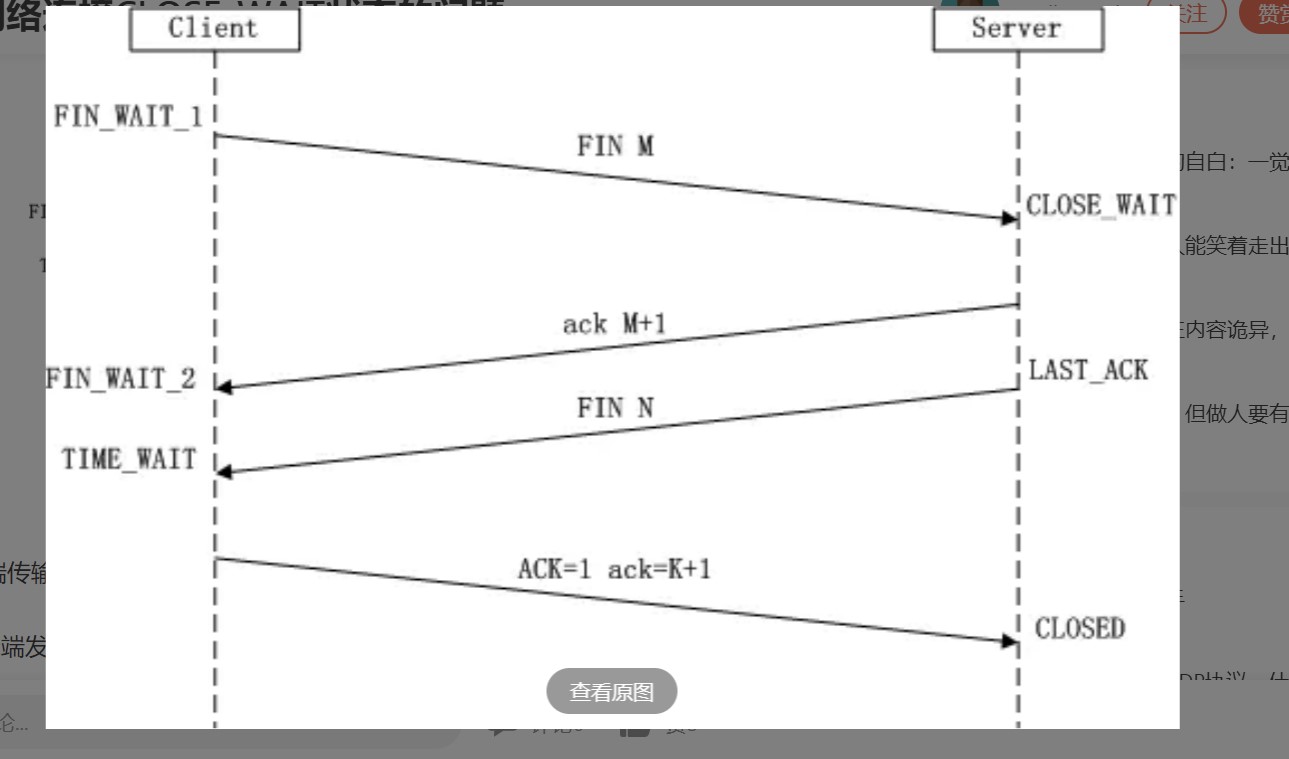 Client
Server
关注
赞赏
FIN_WAIT_1
FIN M
自白：一觉
CLOSE_WAIT
能笑着走出
ack M+1
内容诡异，
FIN_WAIT_2
LAST_ACK
FIN N
但做人要有
TIME_WAIT
ACK=1 ack=K+1
端传输
CLOSED
端发
查看原图